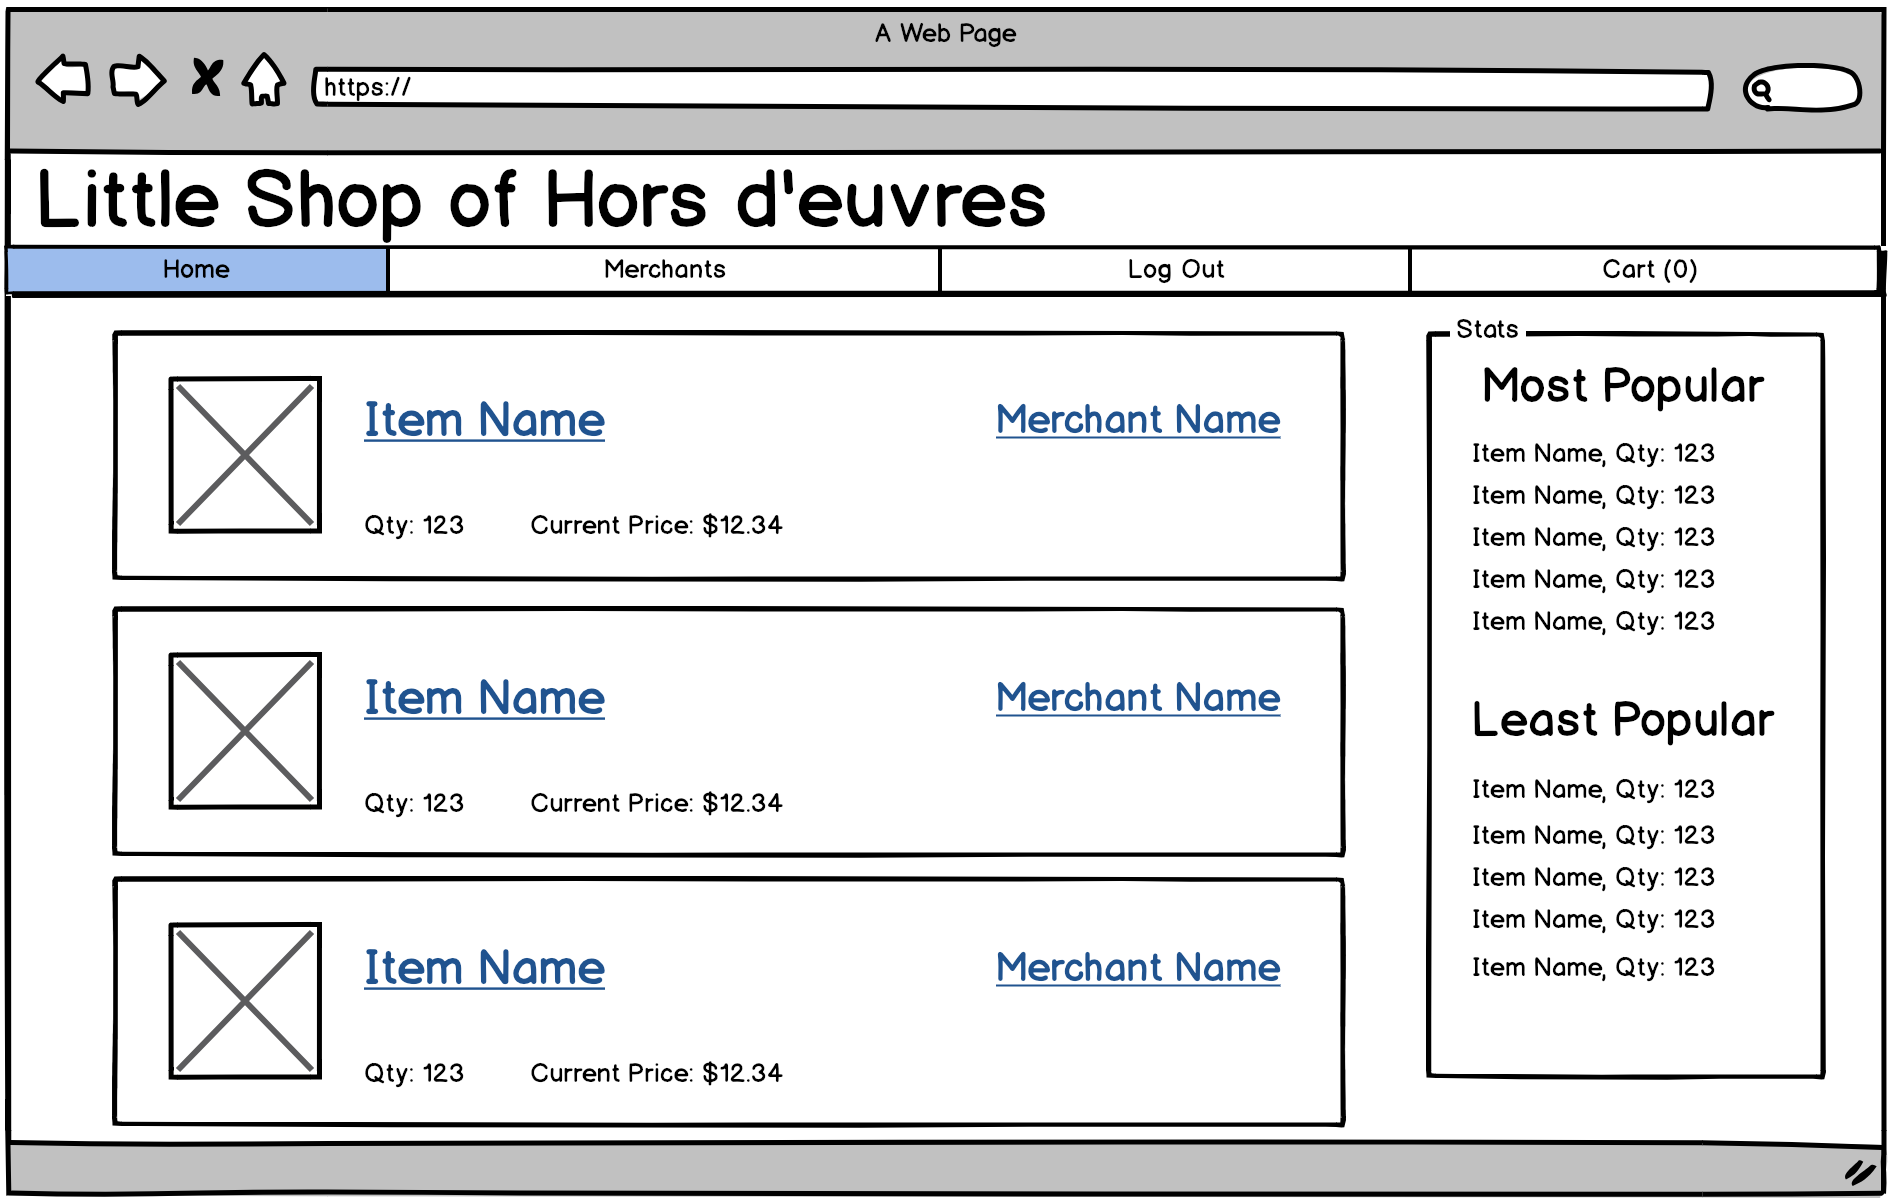 A Web Page
https://
Little Shop of Hors d'euvres
Home Merchants Log Out Cart (0)
Item Name Merchant Name
Qty: 123 Current Price: $12.34
Item Name Merchant Name
Qty: 123 Current Price: $12.34
Item Name Merchant Name
Qty: 123 Current Price: $12.34
Stats
Most Popular
Item Name, Qty: 123
Item Name, Qty: 123
Item Name, Qty: 123
Item Name, Qty: 123
Item Name, Qty: 123
Least Popular
Item Name, Qty: 123
Item Name, Qty: 123
Item Name, Qty: 123
Item Name, Qty: 123
Item Name, Qty: 123